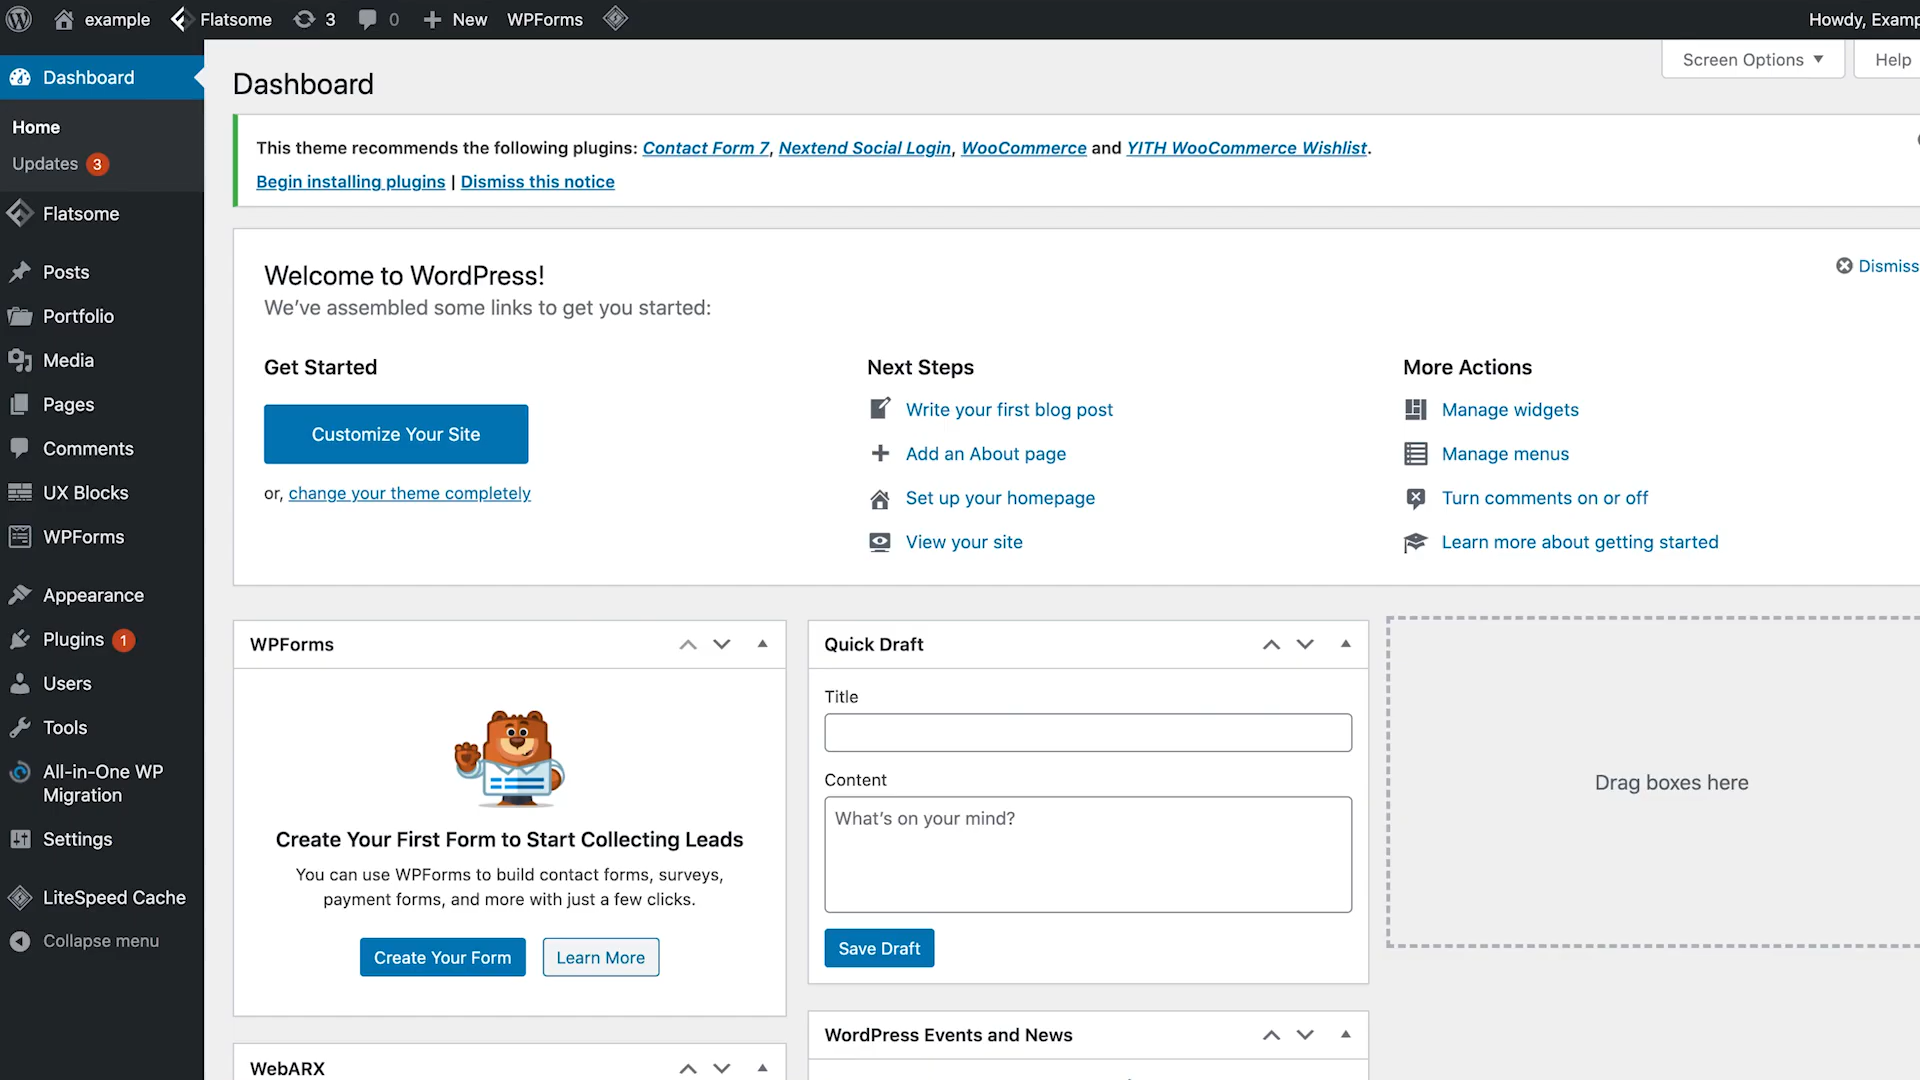 example
Flatsome
3
0
New
WPForms
Howdy, Examp
Dashboard
Home
Updates 3
Flatsome
Posts
Portfolio
Media
Pages
Comments
UX Blocks
WPForms
Appearance
Plugins 1
Users
Tools
All-in-One WP
Migration
Settings
LiteSpeed Cache
Collapse menu
Screen Options
Help
Dashboard
This theme recommends the following plugins: Contact Form 7, Nextend Social Login, WooCommerce and YITH WooCommerce Wishlist.
Begin installing plugins | Dismiss this notice
Welcome to WordPress!
We’ve assembled some links to get you started:
Dismiss
Get Started
Customize Your Site
or, change your theme completely
Next Steps
Write your first blog post
Add an About page
Set up your homepage
View your site
More Actions
Manage widgets
Manage menus
Turn comments on or off
Learn more about getting started
WPForms
Create Your First Form to Start Collecting Leads
You can use WPForms to build contact forms, surveys,
payment forms, and more with just a few clicks.
Create Your Form
Learn More
WebARX
Quick Draft
Title
Content
What’s on your mind?
Save Draft
WordPress Events and News
Drag boxes here